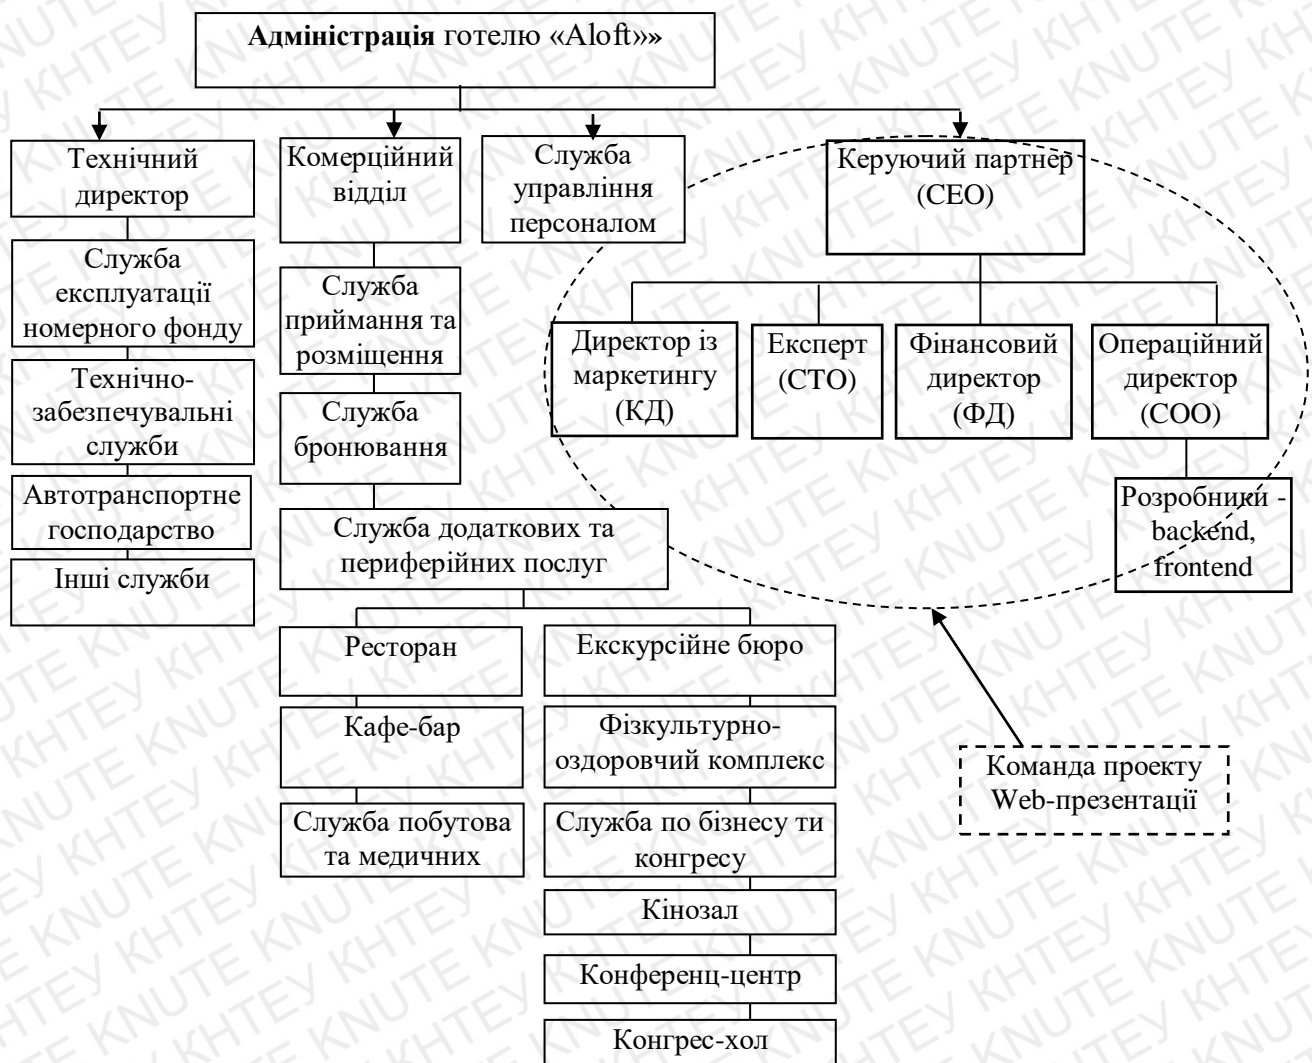 Адміністрація готелю «Aloft»»
Технічний
директор
Комерційний
відділ
Служба
управління
персоналом
Керуючий партнер
(CEO)
Служба
експлуатації
номерного фонду
Технічно-
забезпечувальні
служби
Автотранспортне
господарство
Інші служби
Служба
приймання та
розміщення
Служба
бронювання
Служба додаткових та
периферійних послуг
Директор із
маркетингу
(КД)
Експерт
(CTO)
Фінансовий
директор
(ФД)
Операційний
директор
(COO)
Розробники -
backend,
frontend
Ресторан
Кафе-бар
Служба побутова
та медичних
Екскурсійне бюро
Фізкультурно-
оздоровчий комплекс
Служба по бізнесу ти
конгресу
Кінозал
Конференц-центр
Конгрес-хол
Команда проекту
Web-презентації